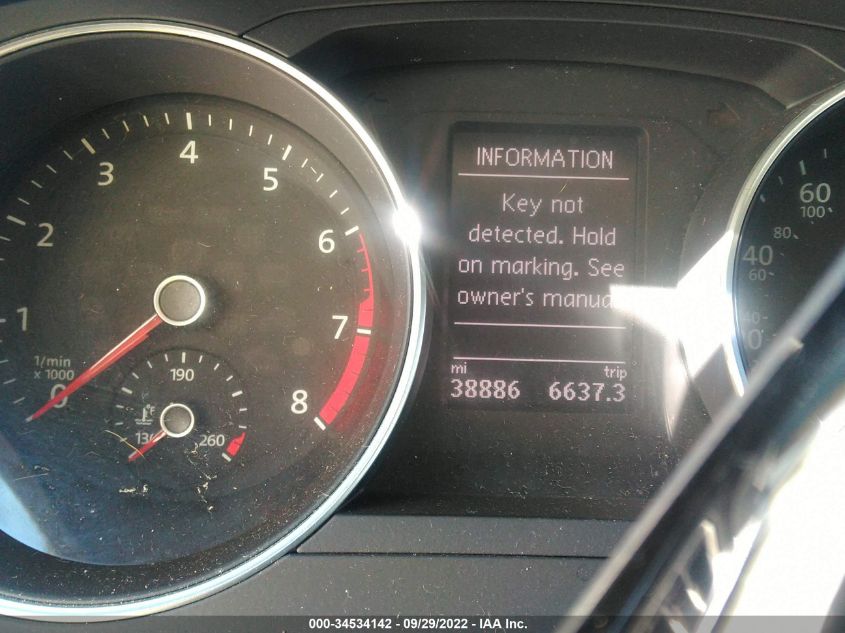 INFORMATION
Key not
detected. Hold
on marking. See
owner's
mi trip
38886 6637.3
1 2 3 4 5 6 7 8
1/min
x 1000
0
190
°F
260
60
100
80
40
60
40
000-34534142 - 09/29/2022 - IAA Inc.